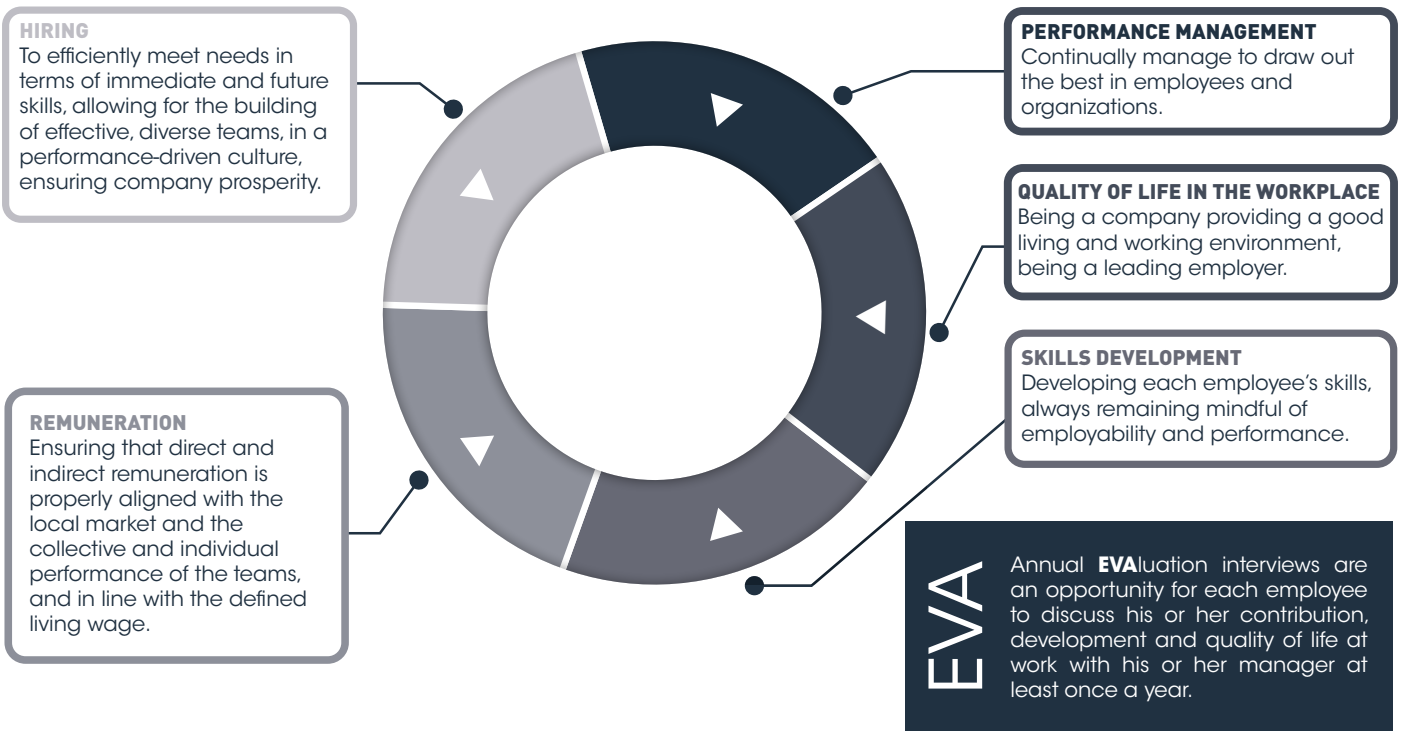 HIRING
To efficiently meet needs in
terms of immediate and future
skills, allowing for the building
of effective, diverse teams, in a
performance-driven culture,
ensuring company prosperity.
PERFORMANCE MANAGEMENT
Continually manage to draw out
the best in employees and
organizations.
QUALITY OF LIFE IN THE WORKPLACE
Being a company providing a good
living and working environment,
being a leading employer.
SKILLS DEVELOPMENT
Developing each employee’s skills,
always remaining mindful of
employability and performance.
REMUNERATION
Ensuring that direct and
indirect remuneration is
properly aligned with the
local market and the
collective and individual
performance of the teams,
and in line with the defined
living wage.
EVA
Annual EVAluation interviews are
an opportunity for each employee
to discuss his or her contribution,
development and quality of life at
work with his or her manager at
least once a year.